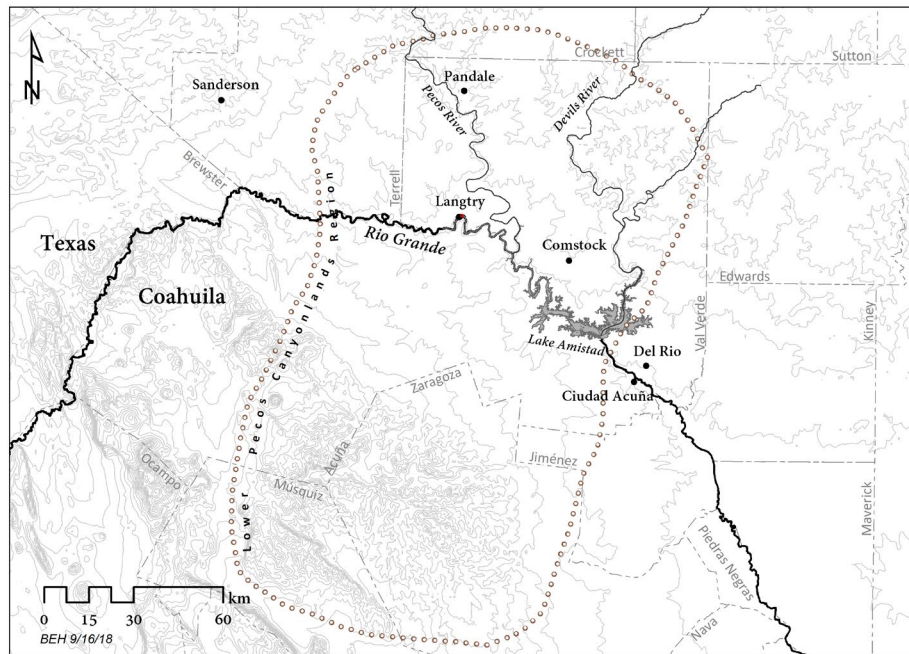 Crockett
Sutton
Sanderson
Pandale
Pecos River
Devils River
N
Brewster
Terrell
Langtry
Texas
Rio Grande
Comstock
Coahuila
Edwards
Val Verde
Kinney
Lake Amistad
Del Rio
Zaragoza
Ciudad Acuña
Lower Pecos Canyonlands Region
Ocampo
Acuña
Jiménez
Músquiz
Maverick
Piedras Negras
Nava
km
0 15 30 60
BEH 9/16/18